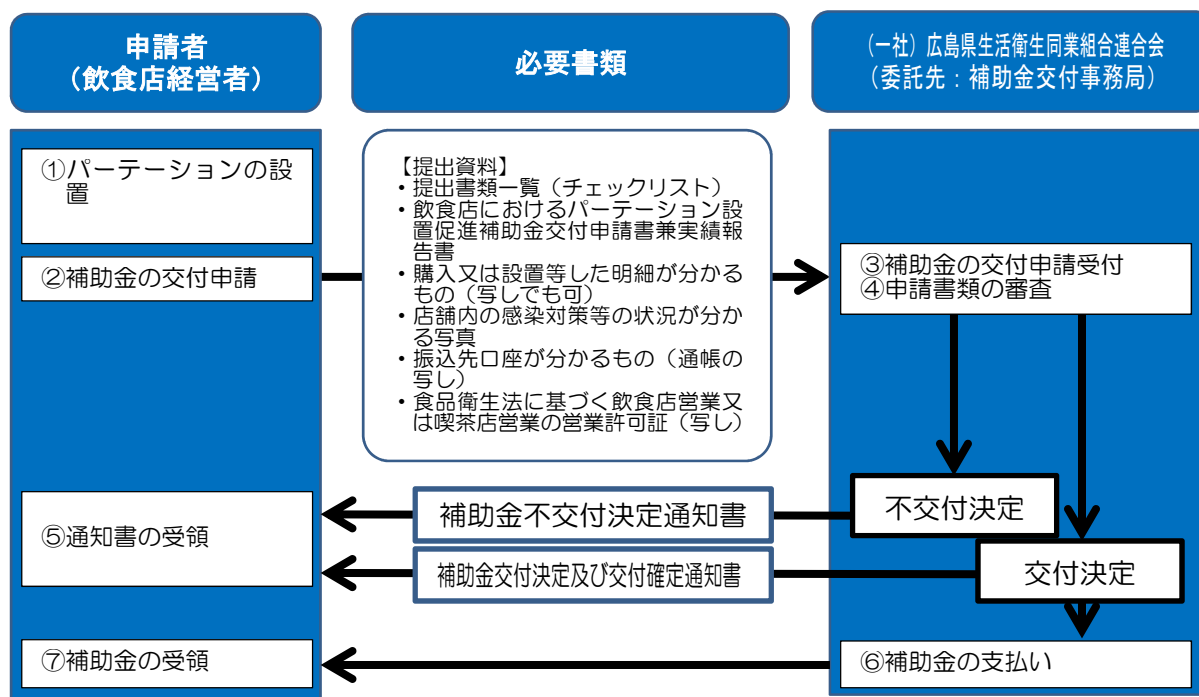 申請者
(飲食店経営者)
必要書類
(一社)広島県生活衛生同業組合連合会
(委託先:補助金交付事務局)
①パーテーションの設
置
②補助金の交付申請
【提出資料】
・提出書類一覧(チェックリスト)
・飲食店におけるパーテーション設
置促進補助金交付申請書兼実績報
告書
・購入又は設置等した明細が分かる
もの(写しでも可)
・店舗内の感染対策等の状況が分か
る写真
・振込先口座が分かるもの(通帳の
写し)
・食品衛生法に基づく飲食店営業又
は喫茶店営業の営業許可証(写し)
③補助金の交付申請受付
④申請書類の審査
不交付決定
補助金不交付決定通知書
⑤通知書の受領
補助金交付決定及び交付確定通知書
交付決定
⑥補助金の支払い
⑦補助金の受領